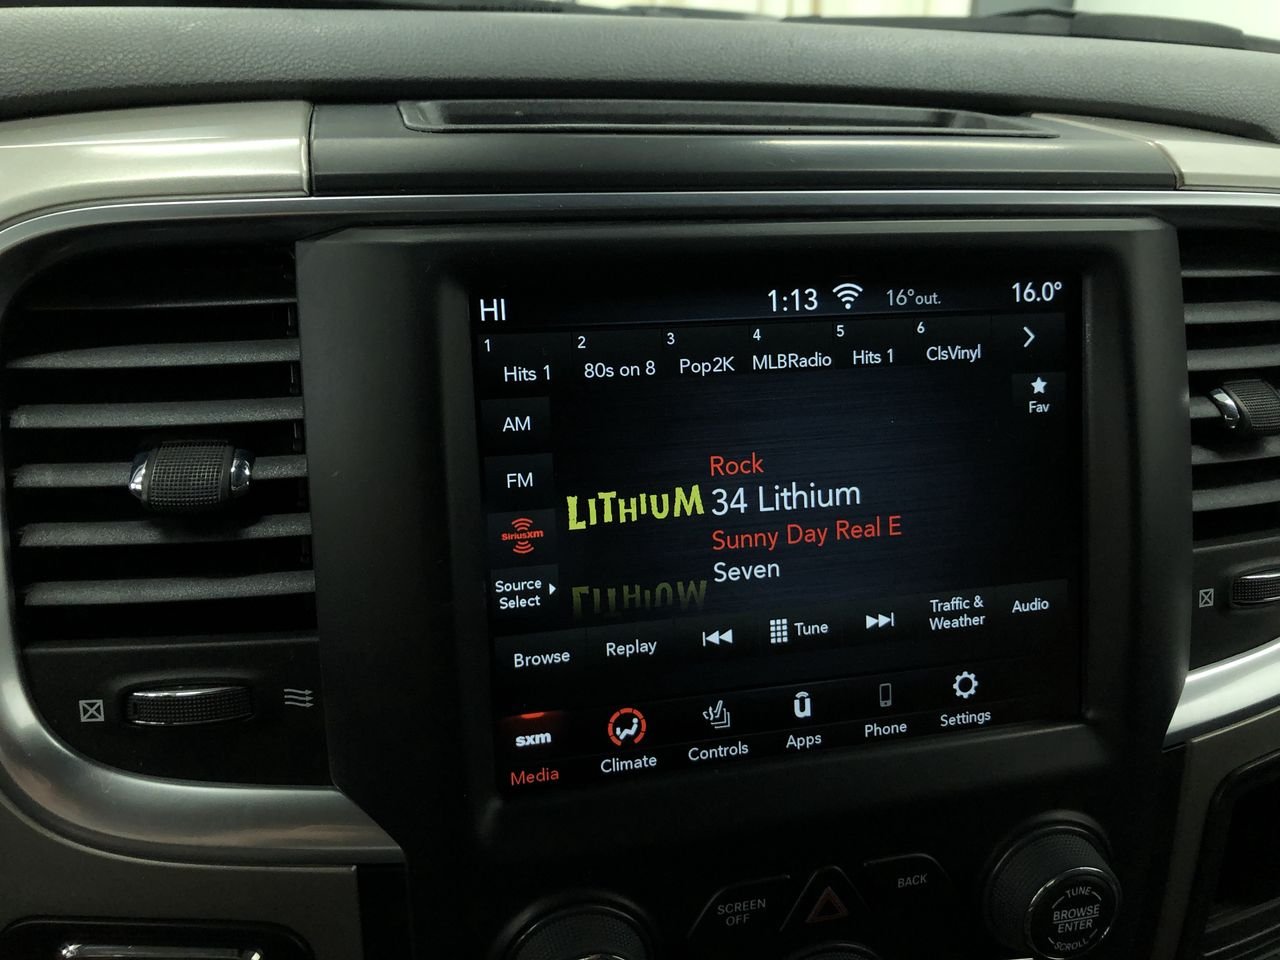 HI
1:13
16°out.
16.0°
1 Hits 1
2 80s on 8
3 Pop2K
4 MLBRadio
5 Hits 1
6 ClsVinyl
Fav
AM
FM
SiriusXM
Source
Select
Rock
LITHIUM
34 Lithium
Sunny Day Real E
Seven
Browse
Replay
Tune
Traffic &
Weather
Audio
sxm
Media
Climate
Controls
Apps
Phone
Settings
SCREEN
OFF
BACK
TUNE
BROWSE
ENTER
SCROLL